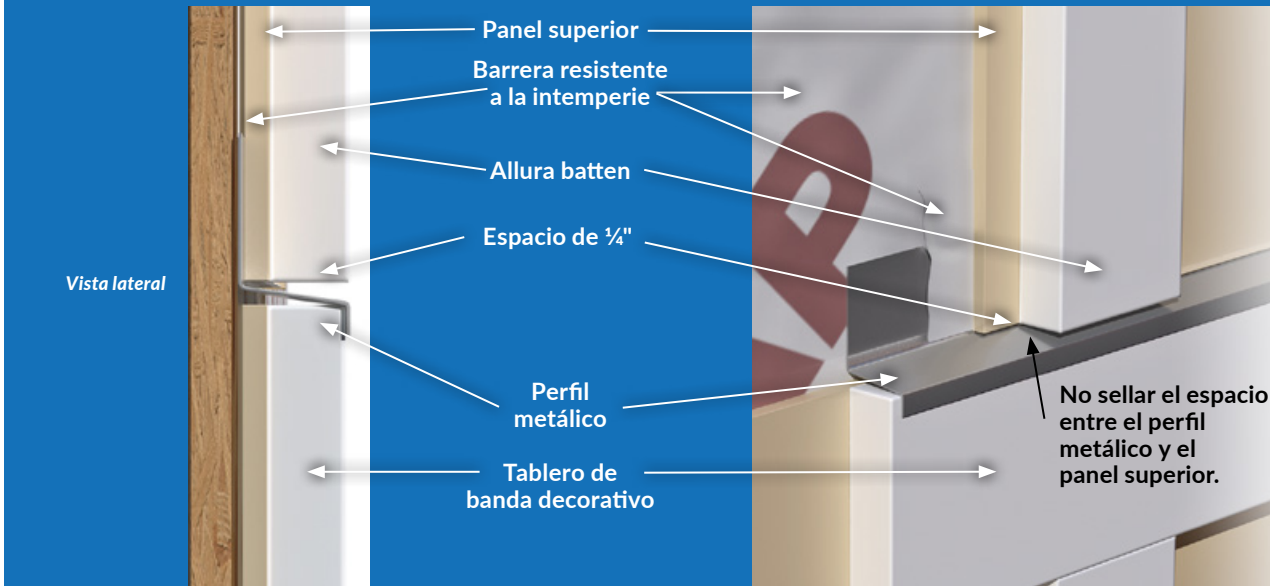 Panel superior
Barrera resistente
a la intemperie
Allura batten
Espacio de ¼"
Vista lateral
Perfil
metálico
No sellar el espacio
entre el perfil
metálico y el
panel superior.
Tablero de
banda decorativo